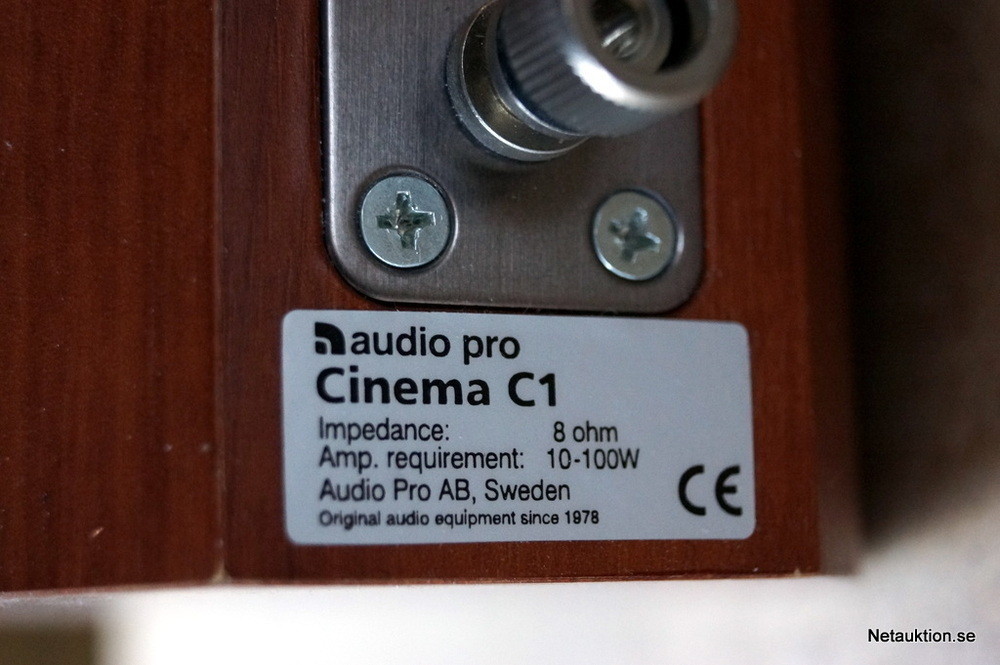 audio pro
Cinema C1
Impedance: 8 ohm
Amp. requirement: 10-100W
Audio Pro AB, Sweden
Original audio equipment since 1978
CE
Netauktion.se